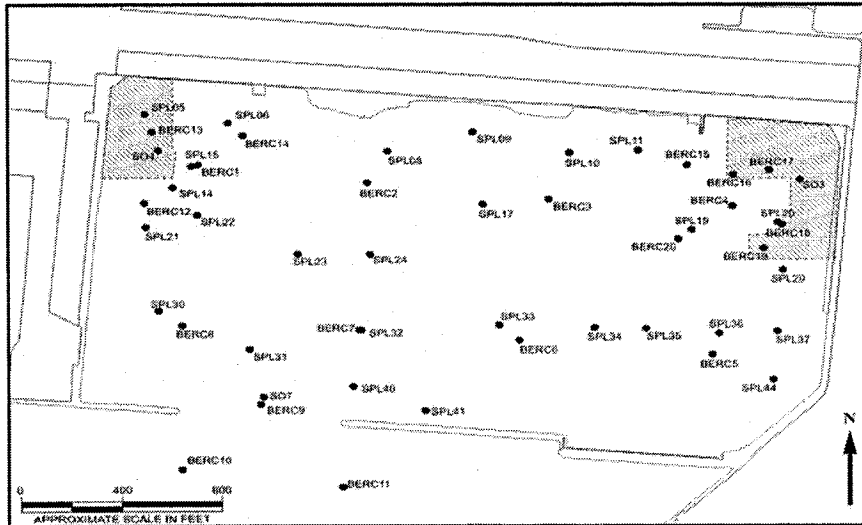 SPL05
SPL06
BERC13
BERC14
SPL09
SO4
SPL15
BERC1
SPL08
SPL10
SPL11
BERC15
BERC17
BERC16
SO3
SPL14
BERC2
BERC12
SPL22
SPL17
BERC3
BERC4
SPL21
SPL19
SPL20
BERC18
BERC20
BERC19
SPL23
SPL24
SPL29
SPL30
BERC8
BERC7
SPL32
SPL33
SPL34
SPL35
SPL36
SPL37
BERC6
SPL31
BERC5
SPL40
SPL44
SO7
BERC9
SPL41
N
BERC10
BERC11
0 400 800
APPROXIMATE SCALE IN FEET